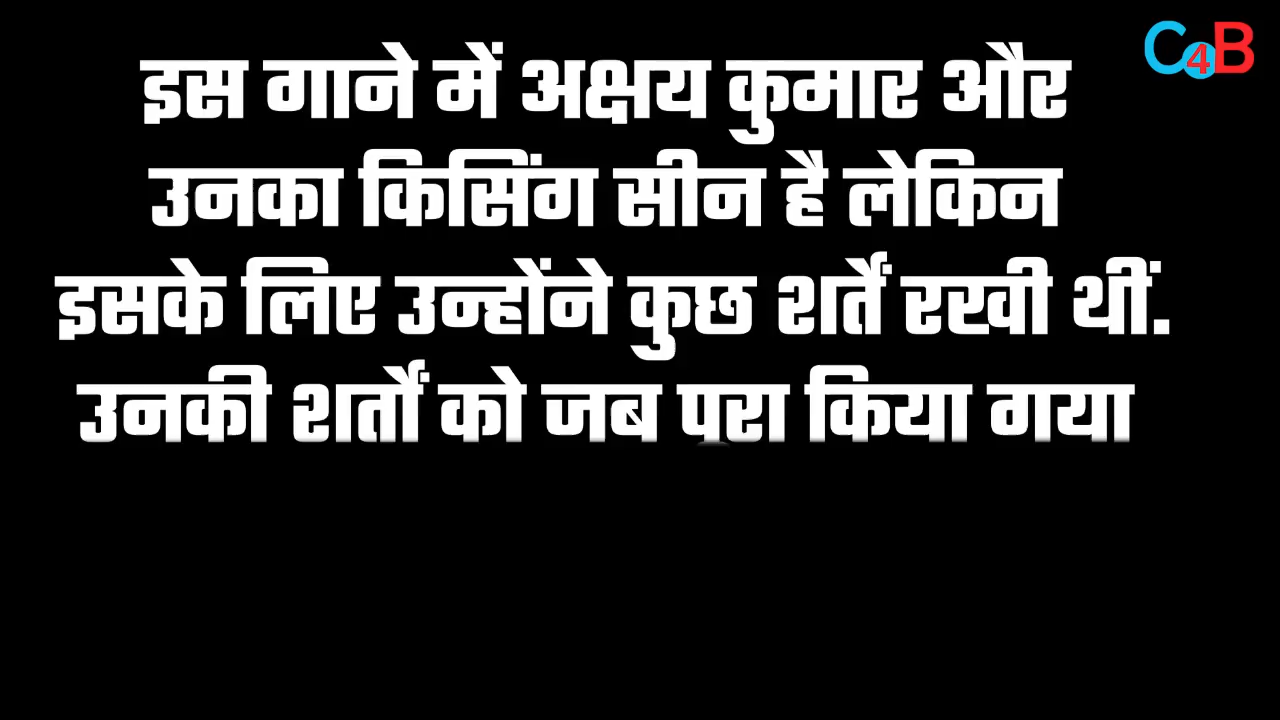 C4B
इस गाने में अक्षय कुमार और
उनका किसिंग सीन है लेकिन
इसके लिए उन्होंने कुछ शर्तें रखी थीं.
उनकी शर्तों को जब पूरा किया गया